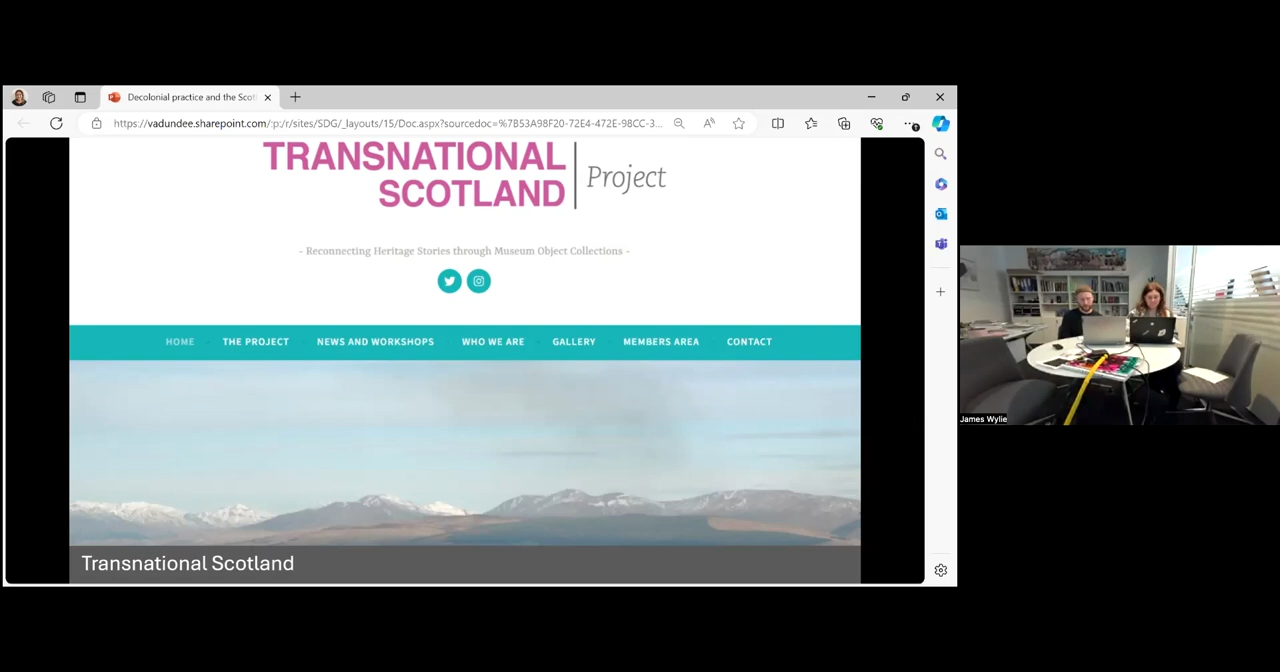 Decolonial practice and the Scot
https://vadundee.sharepoint.com/:p:/r/sites/SDG/_layouts/15/Doc.aspx?sourcedoc=%7B53A98F20-72E4-472E-98CC-3...
TRANSNATIONAL
SCOTLAND
Project
- Reconnecting Heritage Stories through Museum Object Collections -
HOME THE PROJECT NEWS AND WORKSHOPS WHO WE ARE GALLERY MEMBERS AREA CONTACT
Transnational Scotland
James Wylie